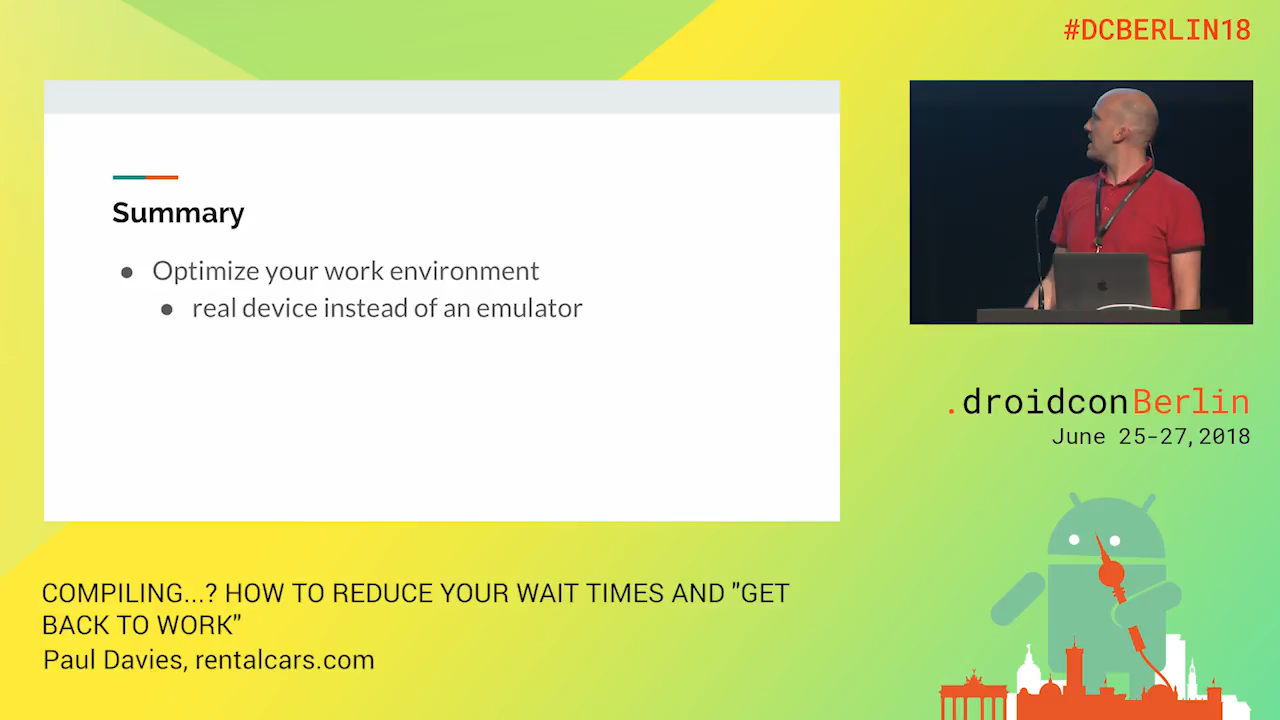 #DCBERLIN18
Summary
● Optimize your work environment
● real device instead of an emulator
.droidconBerlin
June 25-27,2018
COMPILING...? HOW TO REDUCE YOUR WAIT TIMES AND "GET
BACK TO WORK"
Paul Davies, rentalcars.com